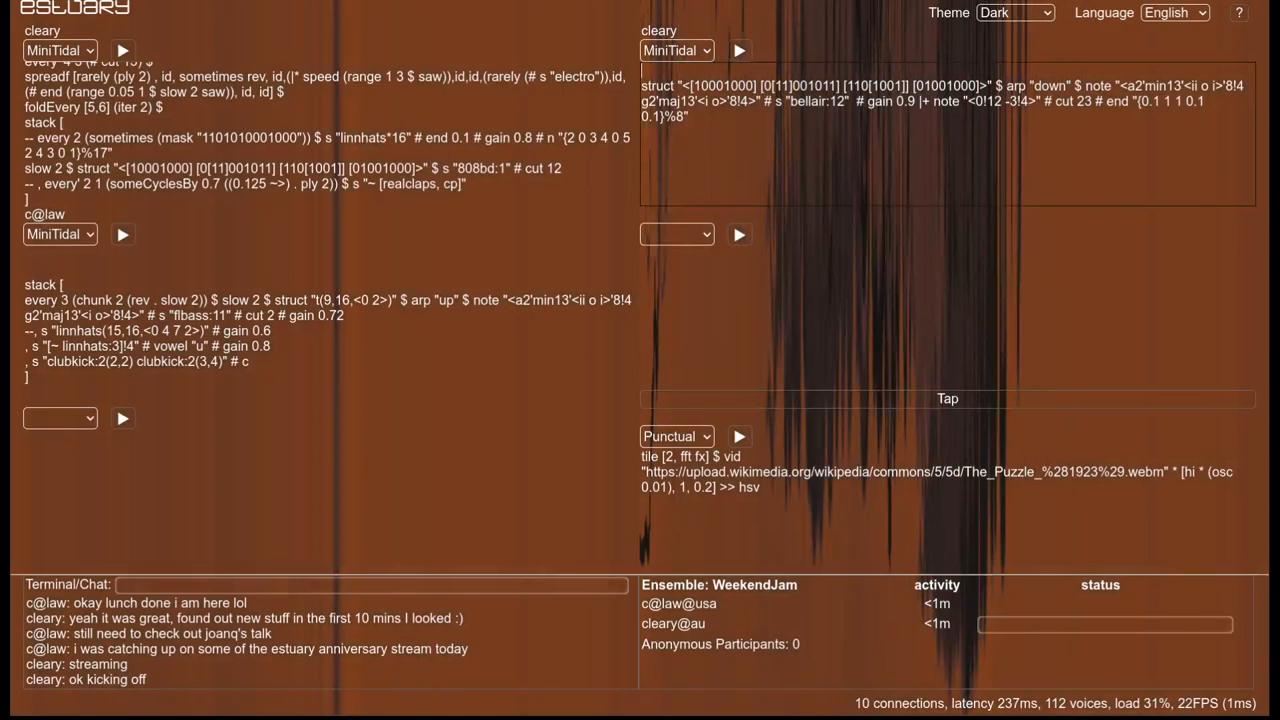 estuary
Theme Dark Language English ?
cleary
MiniTidal
every' 4 3 (# cut 15) $
spreadf [rarely (ply 2) , id, sometimes rev, id,(|* speed (range 1 3 $ saw)),id,id,(rarely (# s "electro")),id,
(# end (range 0.05 1 $ slow 2 saw)), id, id] $
foldEvery [5,6] (iter 2) $
stack [
-- every 2 (sometimes (mask "1101010001000")) $ s "linnhats*16" # end 0.1 # gain 0.8 # n "{2 0 3 4 0 5
2 4 3 0 1}%17"
slow 2 $ struct "<[10001000] [0[11]001011] [110[1001]] [01001000]>" $ s "808bd:1" # cut 12
-- , every' 2 1 (someCyclesBy 0.7 ((0.125 ~>) . ply 2)) $ s "~ [realclaps, cp]"
]
c@law
MiniTidal
stack [
every 3 (chunk 2 (rev . slow 2)) $ slow 2 $ struct "t(9,16,<0 2>)" $ arp "up" $ note "<a2'min13'<ii o i>'8!4
g2'maj13'<i o>'8!4>" # s "flbass:11" # cut 2 # gain 0.72
--, s "linnhats(15,16,<0 4 7 2>)" # gain 0.6
, s "[~ linnhats:3]!4" # vowel "u" # gain 0.8
, s "clubkick:2(2,2) clubkick:2(3,4)" # c
]
cleary
MiniTidal
struct "<[10001000] [0[11]001011] [110[1001]] [01001000]>" $ arp "down" $ note "<a2'min13'<ii o i>'8!4
g2'maj13'<i o>'8!4>" # s "bellair:12"  # gain 0.9 |+ note "<0!12 -3!4>" # cut 23 # end "{0.1 1 1 0.1
0.1}%8"
Tap
Punctual
tile [2, fft fx] $ vid
"https://upload.wikimedia.org/wikipedia/commons/5/5d/The_Puzzle_%281923%29.webm" * [hi * (osc
0.01), 1, 0.2] >> hsv
Terminal/Chat:
c@law: okay lunch done i am here lol
cleary: yeah it was great, found out new stuff in the first 10 mins I looked :)
c@law: still need to check out joanq's talk
c@law: i was catching up on some of the estuary anniversary stream today
cleary: streaming
cleary: ok kicking off
Ensemble: WeekendJam activity status
c@law@usa <1m
cleary@au <1m
Anonymous Participants: 0
10 connections, latency 237ms, 112 voices, load 31%, 22FPS (1ms)